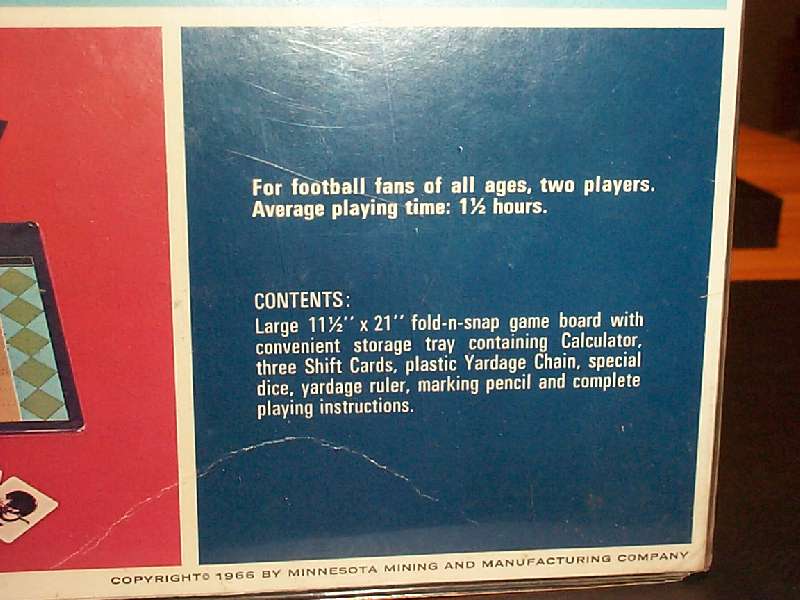 For football fans of all ages, two players.
Average playing time: 1½ hours.
CONTENTS:
Large 11½" x 21" fold-n-snap game board with
convenient storage tray containing Calculator,
three Shift Cards, plastic Yardage Chain, special
dice, yardage ruler, marking pencil and complete
playing instructions.
COPYRIGHT© 1966 BY MINNESOTA MINING AND MANUFACTURING COMPANY